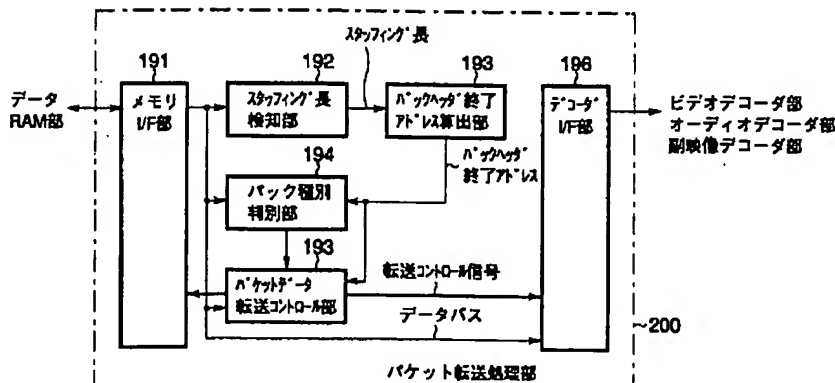 データ
RAM部
191
メモリ
I/F部
192
スタッフィング長
検知部
スタッフィング長
193
パックヘッダ終了
アドレス算出部
196
デコーダ
I/F部
ビデオデコーダ部
オーディオデコーダ部
副映像デコーダ部
パックヘッダ
終了アドレス
194
パック種別
判別部
193
パケットデータ
転送コントロール部
転送コントロール信号
データバス
200
パケット転送処理部